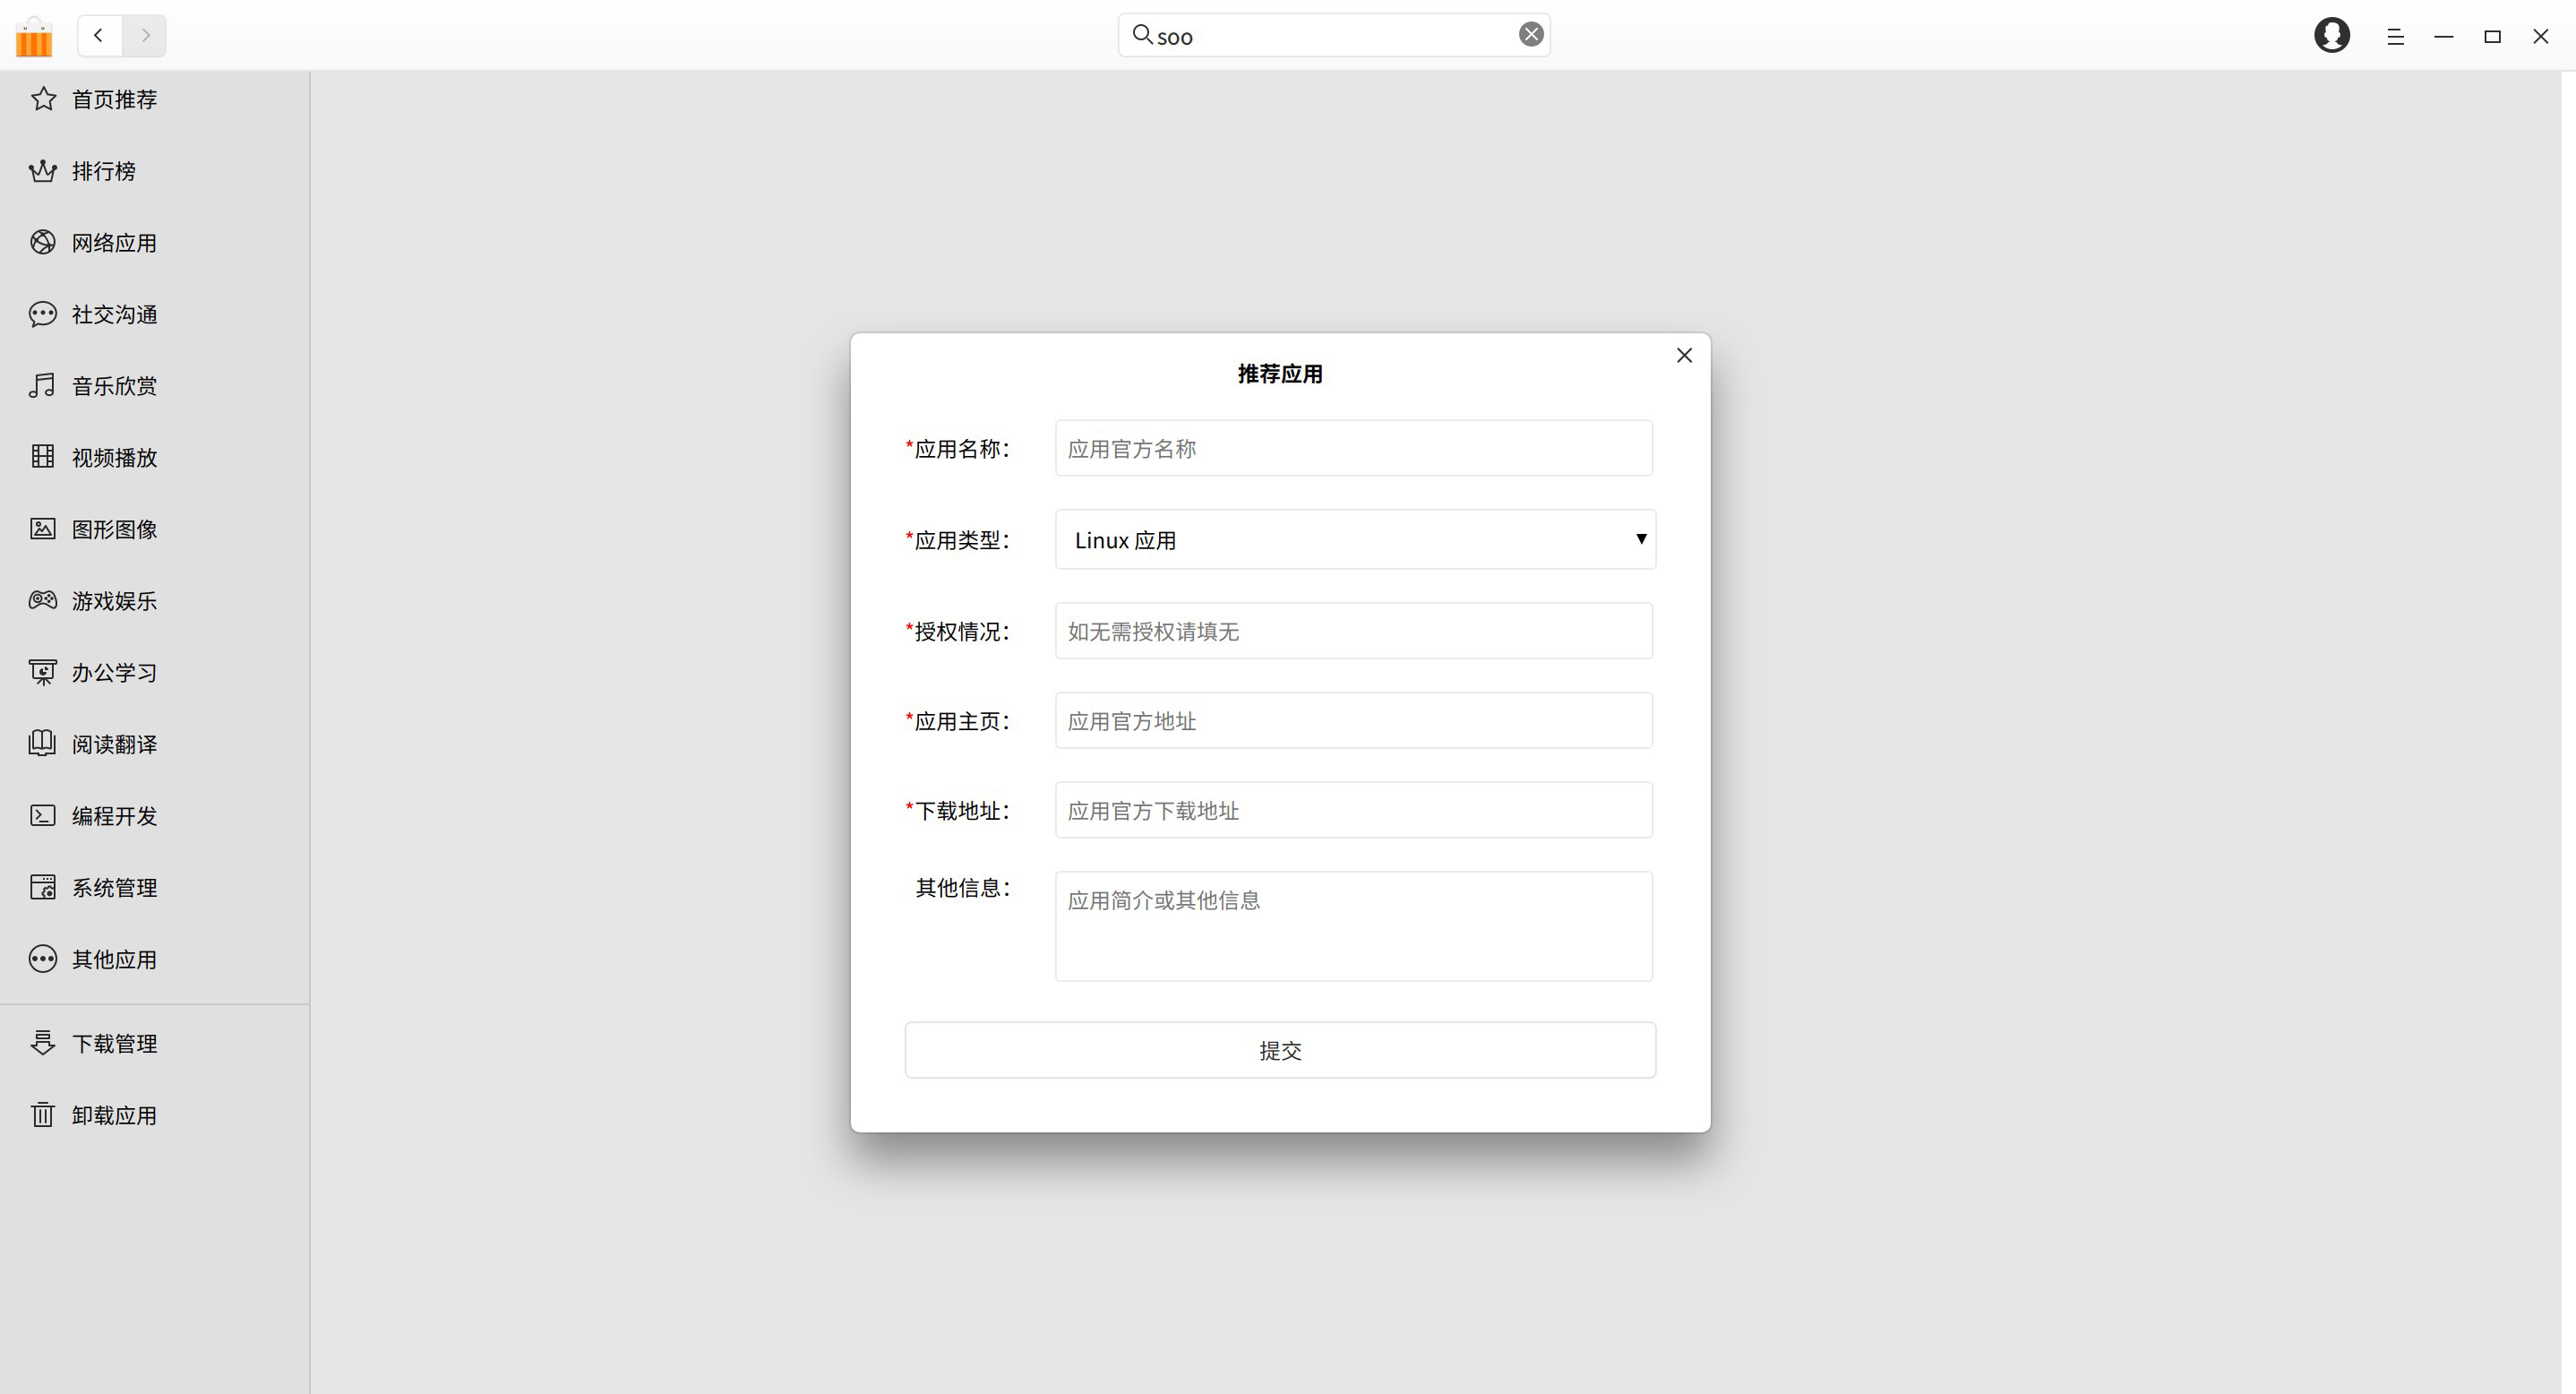 soo
首页推荐
排行榜
网络应用
社交沟通
音乐欣赏
视频播放
图形图像
游戏娱乐
办公学习
阅读翻译
编程开发
系统管理
其他应用
下载管理
卸载应用
推荐应用
*应用名称： 应用官方名称
*应用类型： Linux 应用
*授权情况： 如无需授权请填无
*应用主页： 应用官方地址
*下载地址： 应用官方下载地址
其他信息： 应用简介或其他信息
提交